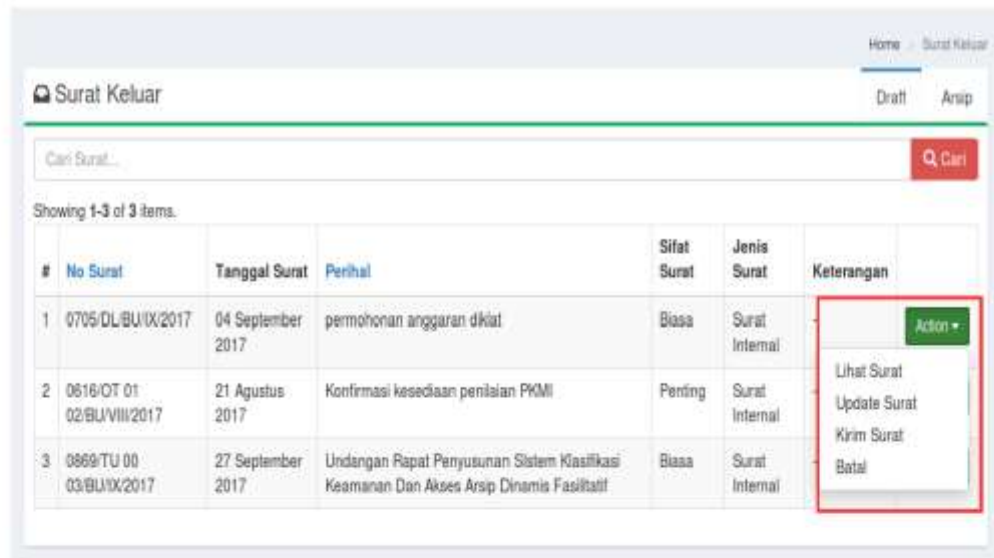 Home Surat Keluar
Surat Keluar
Draft Arsip
Cari Surat...
Cari
Showing 1-3 of 3 items.
# No Surat Tanggal Surat Perihal Sifat Surat Jenis Surat Keterangan
1 0705/DL/BU/IX/2017 04 September 2017 permohonan anggaran diklat Biasa Surat Internal -
Action
Lihat Surat
Update Surat
Kirim Surat
Batal
2 0616/OT 01 02/BU/VIII/2017 21 Agustus 2017 Konfirmasi kesediaan penilaian PKMI Penting Surat Internal
3 0869/TU 00 03/BU/IX/2017 27 September 2017 Undangan Rapat Penyusunan Sistem Klasifikasi Keamanan Dan Akses Arsip Dinamis Fasilitatif Biasa Surat Internal